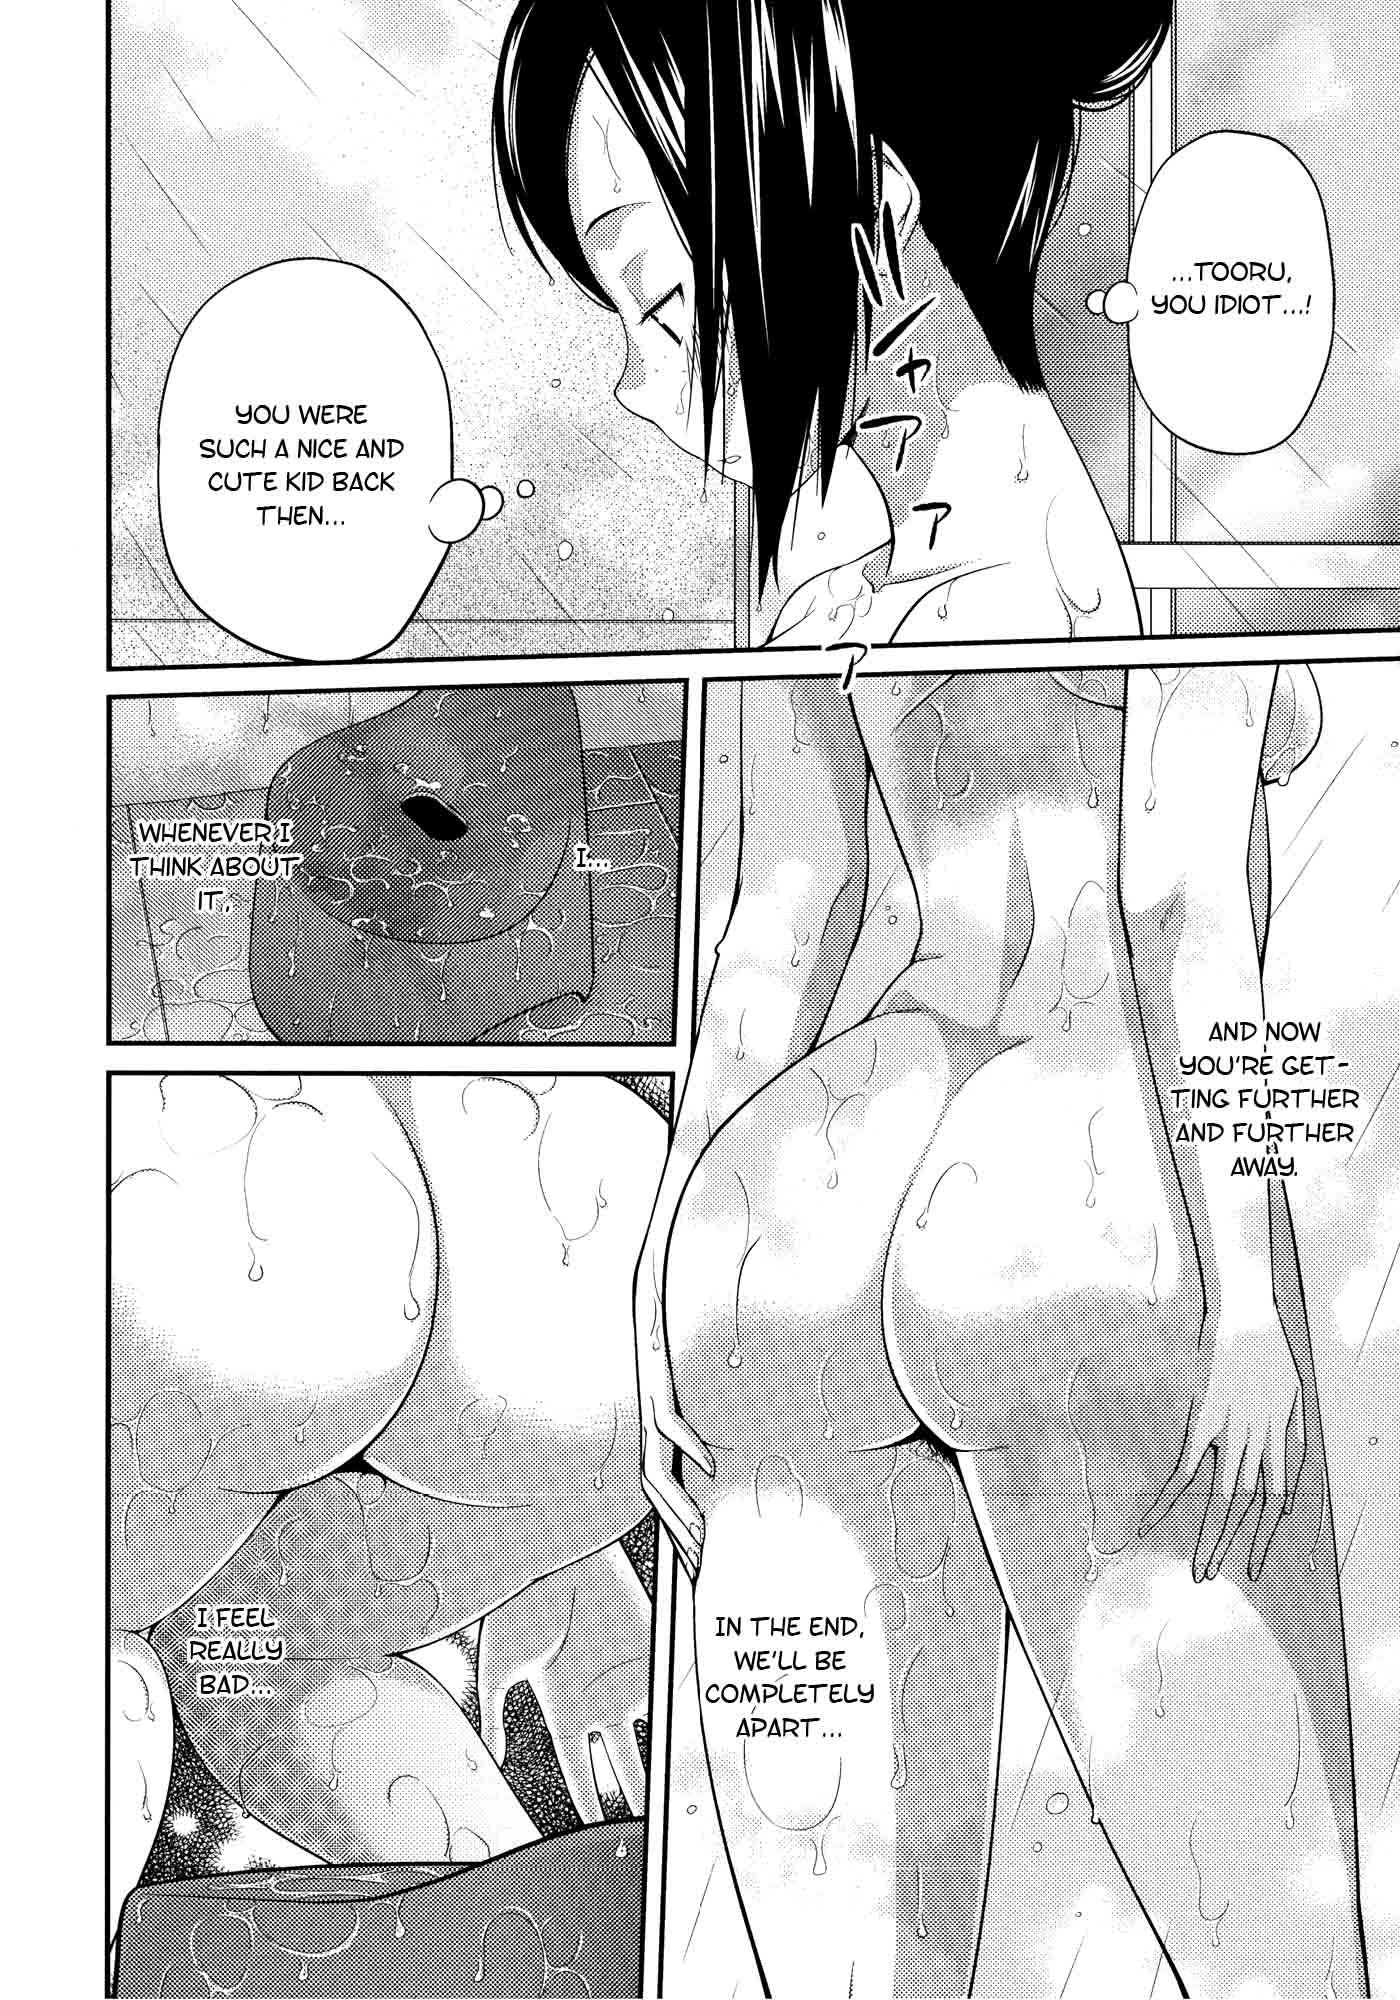 ...TOORU,
YOU IDIOT...!
YOU WERE
SUCH A NICE AND
CUTE KID BACK
THEN...
シャアアア
AND NOW
YOU'RE GET-
TING FURTHER
AND FURTHER
AWAY.
IN THE END,
WE'LL BE
COMPLETELY
APART...
WHENEVER I
THINK ABOUT
IT,
I...
I FEEL
REALLY
BAD...